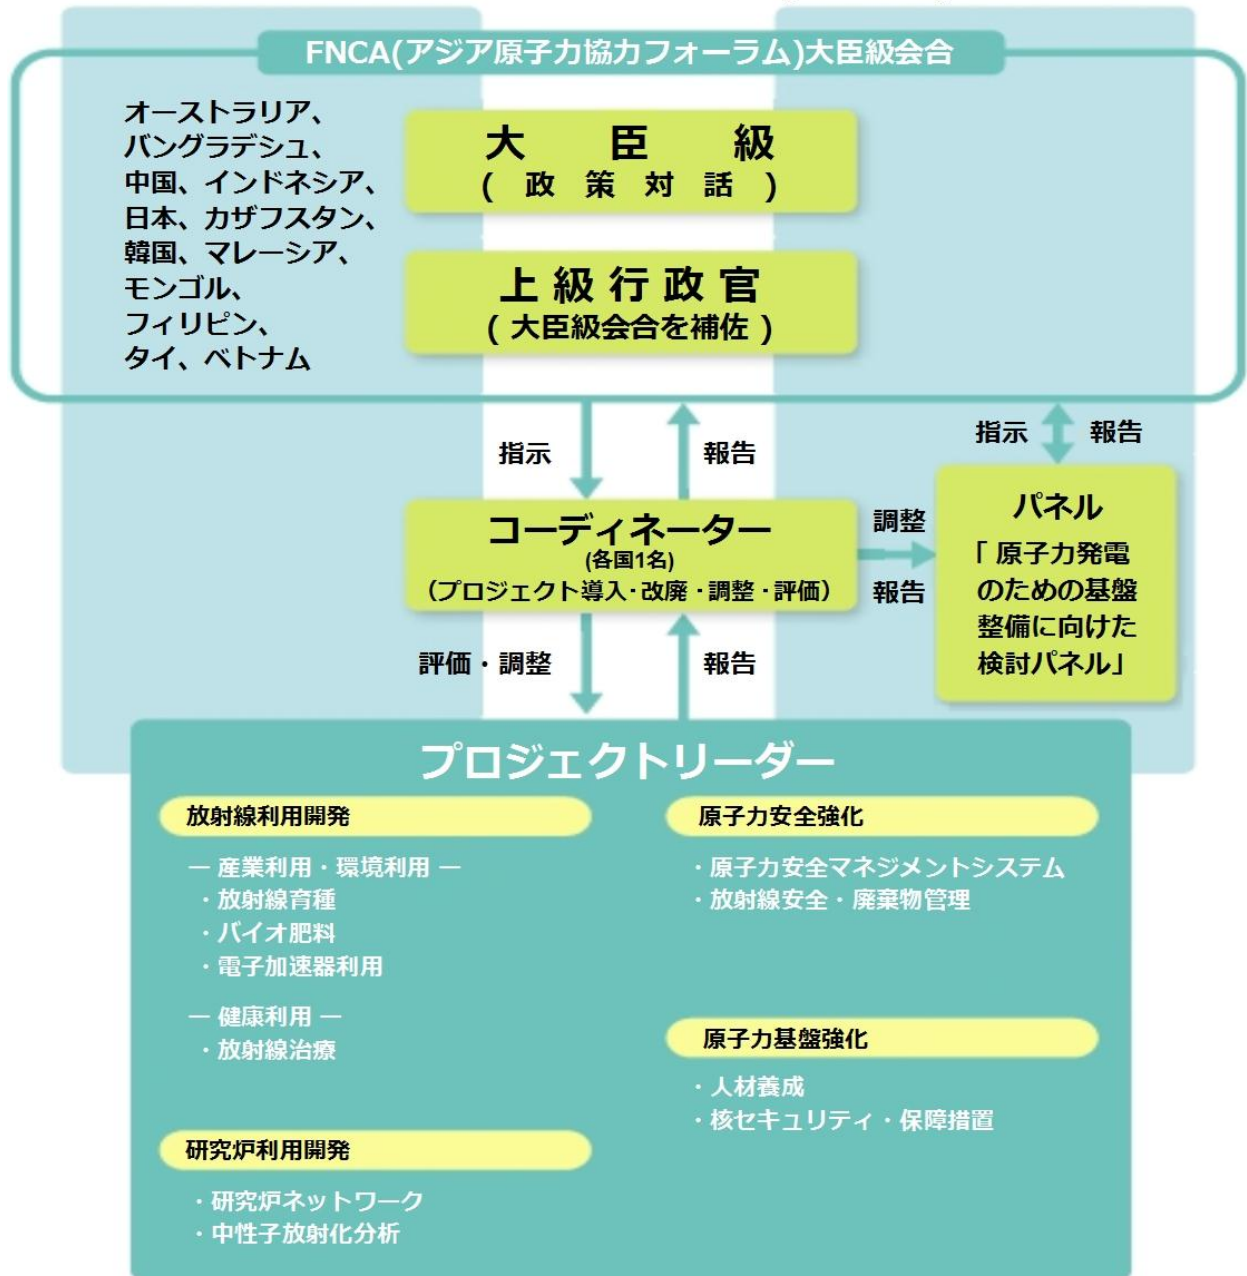 FNCA(アジア原子力協力フォーラム)大臣級会合
オーストラリア、
バングラデシュ、
中国、インドネシア、
日本、カザフスタン、
韓国、マレーシア、
モンゴル、
フィリピン、
タイ、ベトナム
大臣級
(政策対話)
上級行政官
(大臣級会合を補佐)
指示
報告
指示
報告
コーディネーター
(各国1名)
(プロジェクト導入・改廃・調整・評価)
調整
報告
パネル
「原子力発電
のための基盤
整備に向けた
検討パネル」
評価・調整
報告
プロジェクトリーダー
放射線利用開発
― 産業利用・環境利用 ―
・放射線育種
・バイオ肥料
・電子加速器利用
― 健康利用 ―
・放射線治療
研究炉利用開発
・研究炉ネットワーク
・中性子放射化分析
原子力安全強化
・原子力安全マネジメントシステム
・放射線安全・廃棄物管理
原子力基盤強化
・人材養成
・核セキュリティ・保障措置